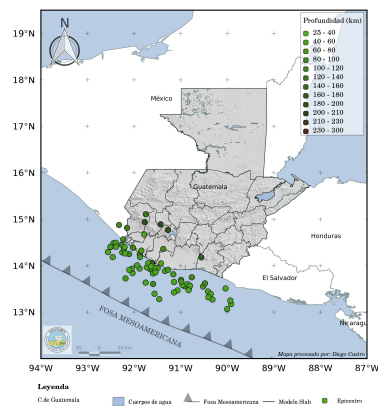 N
Profundidad (km)
25 - 40
40 - 60
60 - 80
80 - 100
100 - 120
120 - 140
140 - 160
160 - 180
180 - 200
200 - 210
210 - 230
230 - 300
19°N
18°N
17°N
16°N
15°N
14°N
13°N
México
Guatemala
Honduras
El Salvador
Nicaragu
FOSA MESOAMERICANA
Mapa procesado por: Diego Castro
94°W
93°W
92°W
91°W
90°W
89°W
88°W
87°W
Leyenda
C.de Guatemala
Cuerpos de agua
Fosa Mesoamericana
Modelo Slab
Epicentro